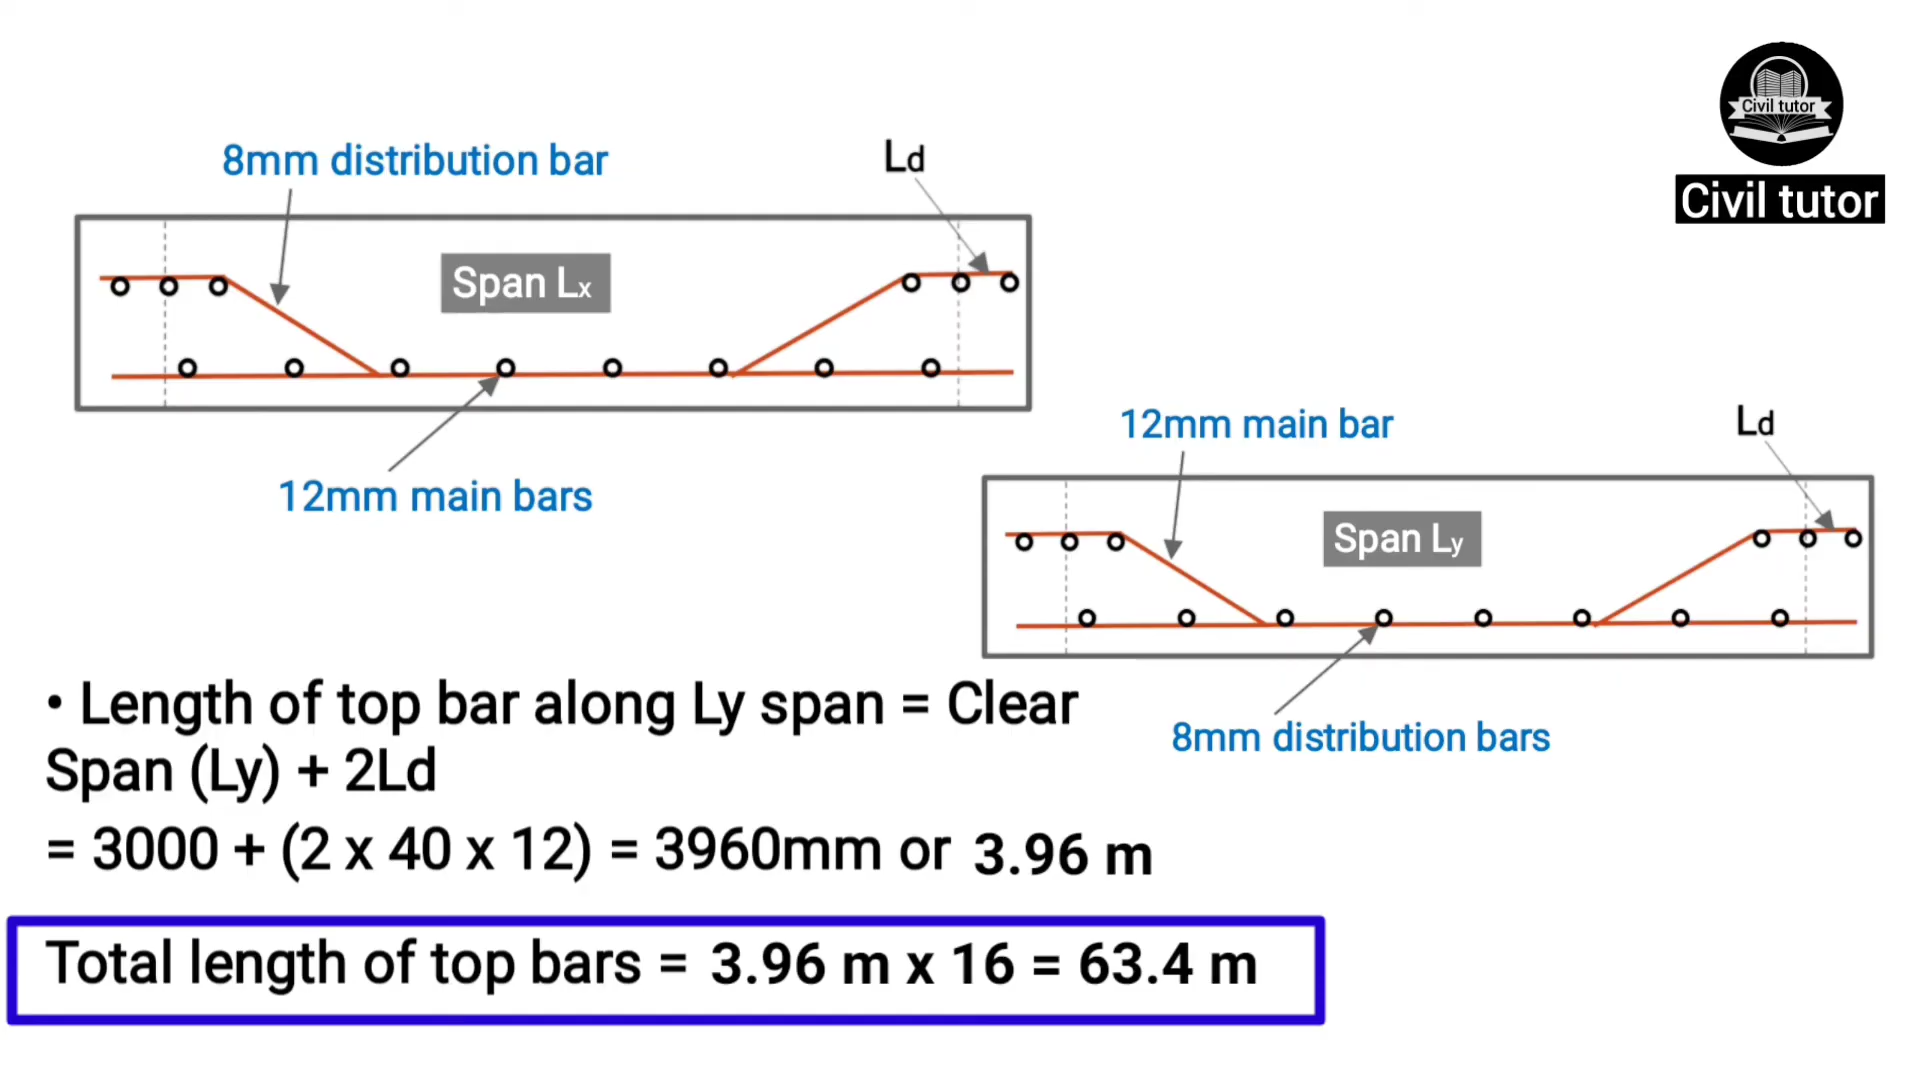 Civil tutor
Civil tutor
8mm distribution bar
Ld
Span Lx
12mm main bars
12mm main bar
Ld
Span Ly
8mm distribution bars
• Length of top bar along Ly span = Clear
Span (Ly) + 2Ld
= 3000 + (2 x 40 x 12) = 3960mm or 3.96 m
Total length of top bars = 3.96 m x 16 = 63.4 m